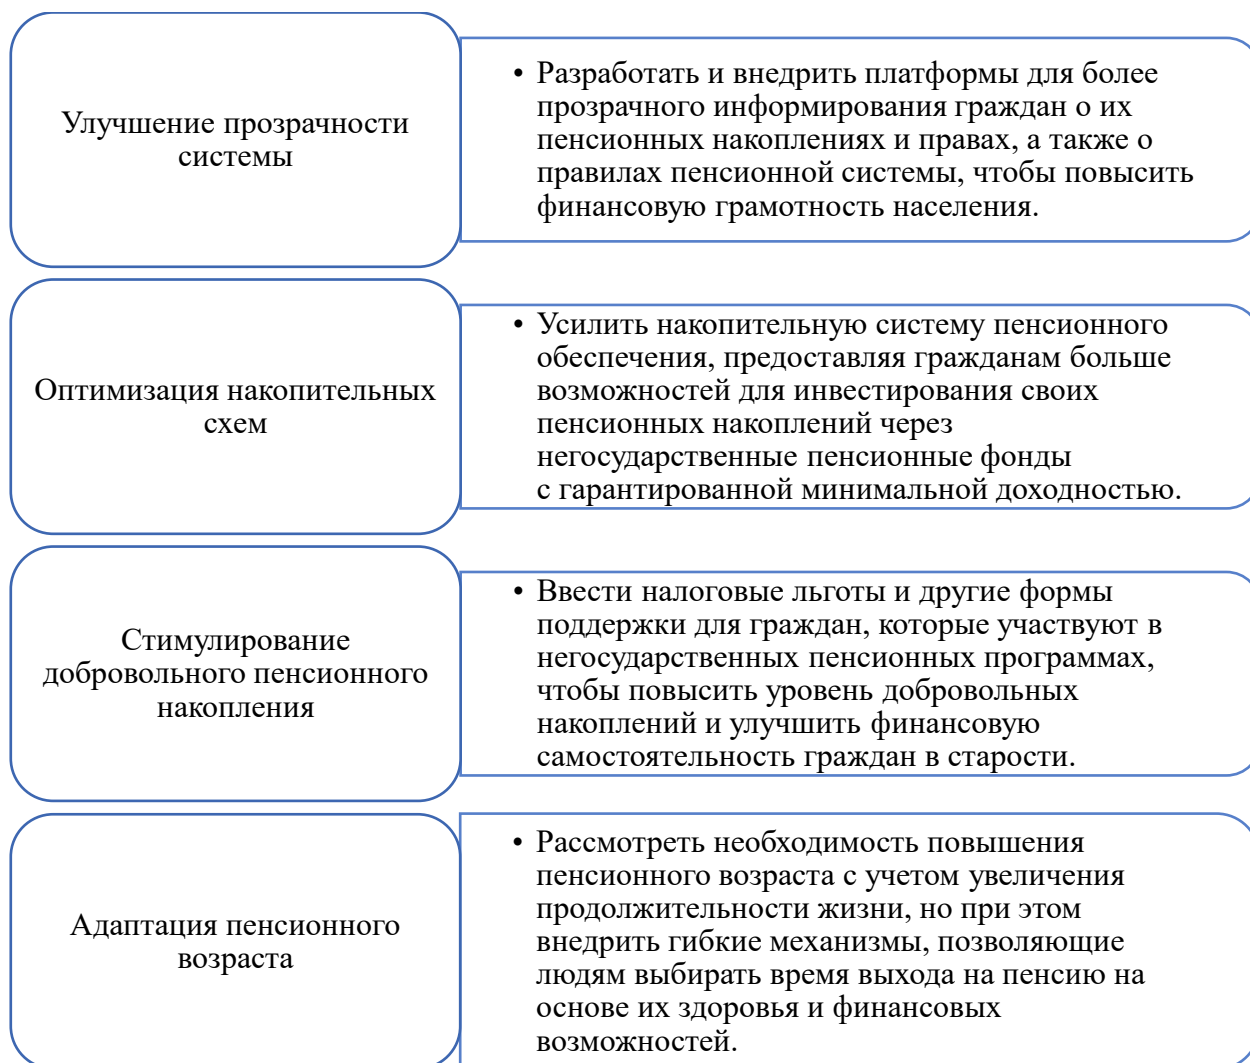 Улучшение прозрачности
системы
• Разработать и внедрить платформы для более
прозрачного информирования граждан о их
пенсионных накоплениях и правах, а также о
правилах пенсионной системы, чтобы повысить
финансовую грамотность населения.
Оптимизация накопительных
схем
• Усилить накопительную систему пенсионного
обеспечения, предоставляя гражданам больше
возможностей для инвестирования своих
пенсионных накоплений через
негосударственные пенсионные фонды
с гарантированной минимальной доходностью.
Стимулирование
добровольного пенсионного
накопления
• Ввести налоговые льготы и другие формы
поддержки для граждан, которые участвуют в
негосударственных пенсионных программах,
чтобы повысить уровень добровольных
накоплений и улучшить финансовую
самостоятельность граждан в старости.
Адаптация пенсионного
возраста
• Рассмотреть необходимость повышения
пенсионного возраста с учетом увеличения
продолжительности жизни, но при этом
внедрить гибкие механизмы, позволяющие
людям выбирать время выхода на пенсию на
основе их здоровья и финансовых
возможностей.